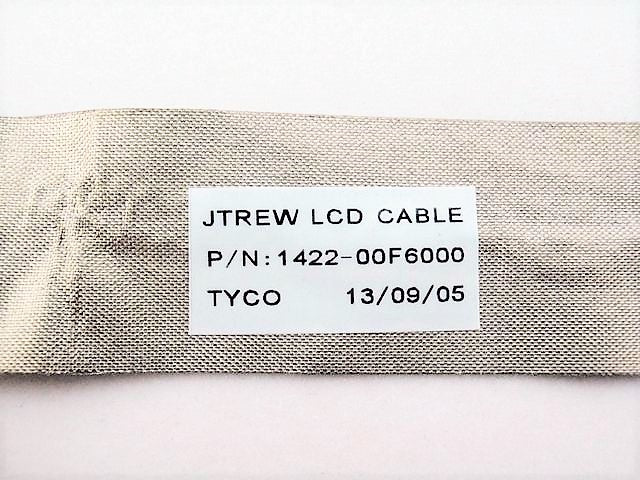 JTREW LCD CABLE
P/N:1422-00F6000
TYCO 13/09/05